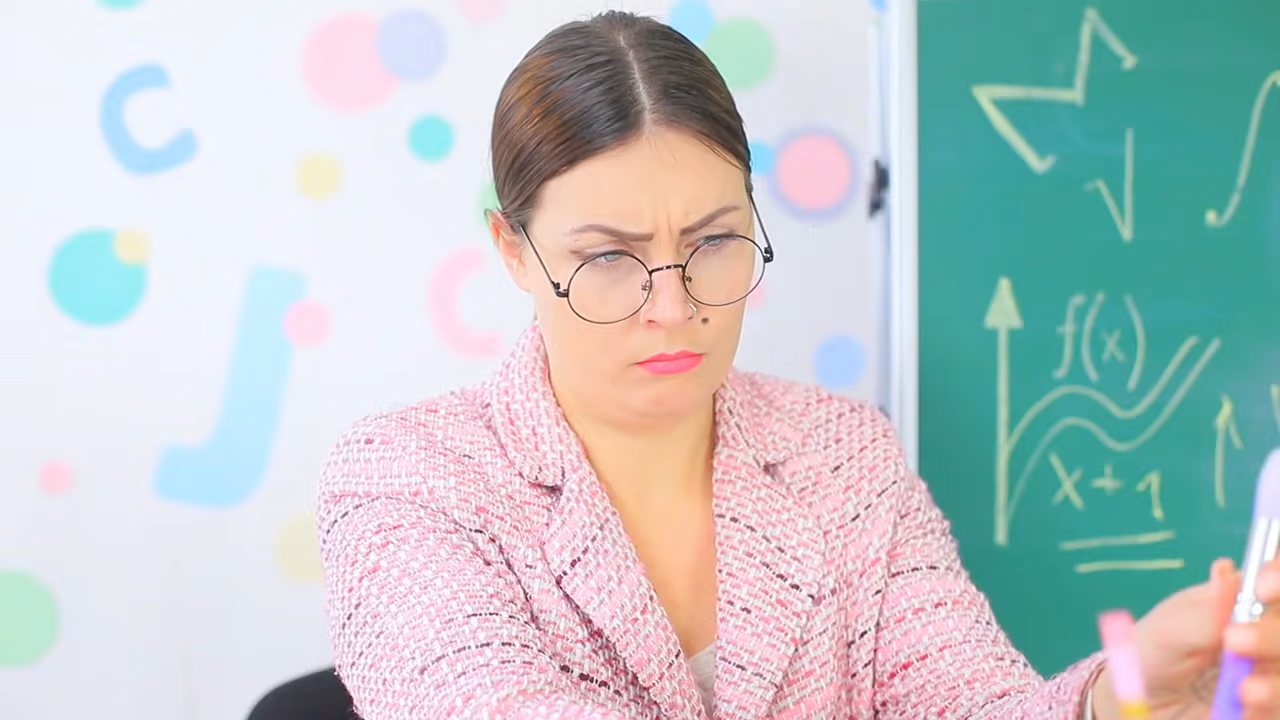 C
J
C
√
∫
f(x)
x+1